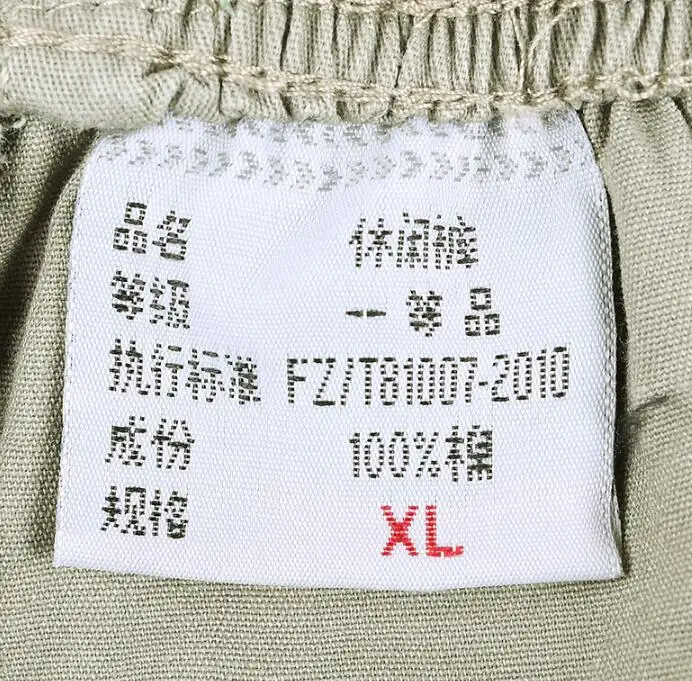 品名 休闲裤
等级 一等品
执行标准 FZ/T81007-2010
成份 100%棉
规格 XL